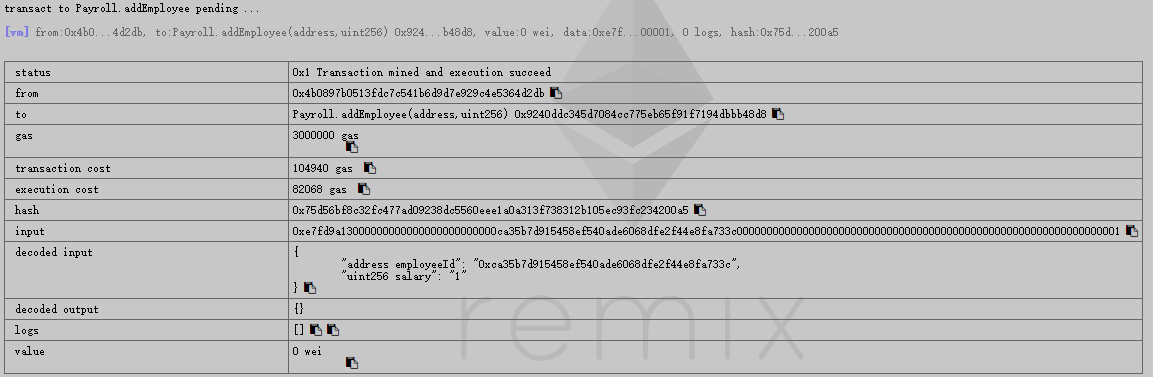 transact to Payroll.addEmployee pending ...
[vm] from:0x4b0...4d2db, to:Payroll.addEmployee(address,uint256) 0x924...b48d8, value:0 wei, data:0xe7f...00001, 0 logs, hash:0x75d...200a5
status 0x1 Transaction mined and execution succeed
from 0x4b0897b0513fdc7c541b6d9d7e929c4e5364d2db
to Payroll.addEmployee(address,uint256) 0x9240ddc345d7084cc775eb65f91f7194dbbb48d8
gas 3000000 gas
transaction cost 104940 gas
execution cost 82068 gas
hash 0x75d56bf8c32fc477ad09238dc5560eee1a0a313f738312b105ec93fc234200a5
input 0xe7fd9a13000000000000000000000000ca35b7d915458ef540ade6068dfe2f44e8fa733c0000000000000000000000000000000000000000000000000000000000000001
decoded input {
"address employeeId": "0xca35b7d915458ef540ade6068dfe2f44e8fa733c",
"uint256 salary": "1"
}
decoded output {}
logs []
value 0 wei
remix